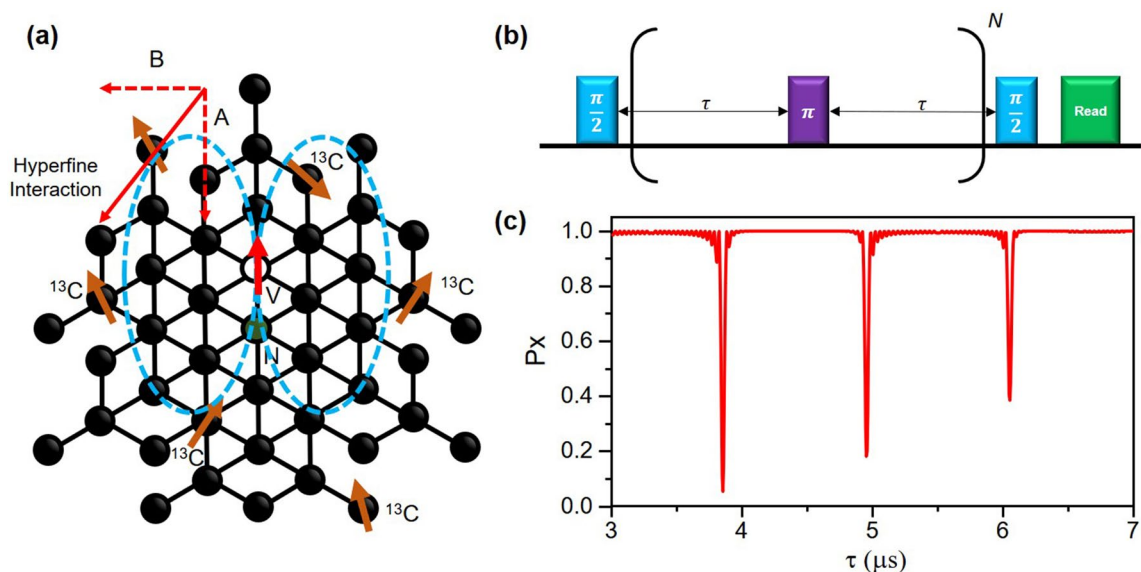 (a)
B
A
Hyperfine
Interaction
¹³C
¹³C
¹³C
V
N
¹³C
¹³C
(b)
N
π/2
τ
π
τ
π/2
Read
(c)
Px
1.0
0.8
0.6
0.4
0.2
0.0
3
4
5
6
7
τ (μs)